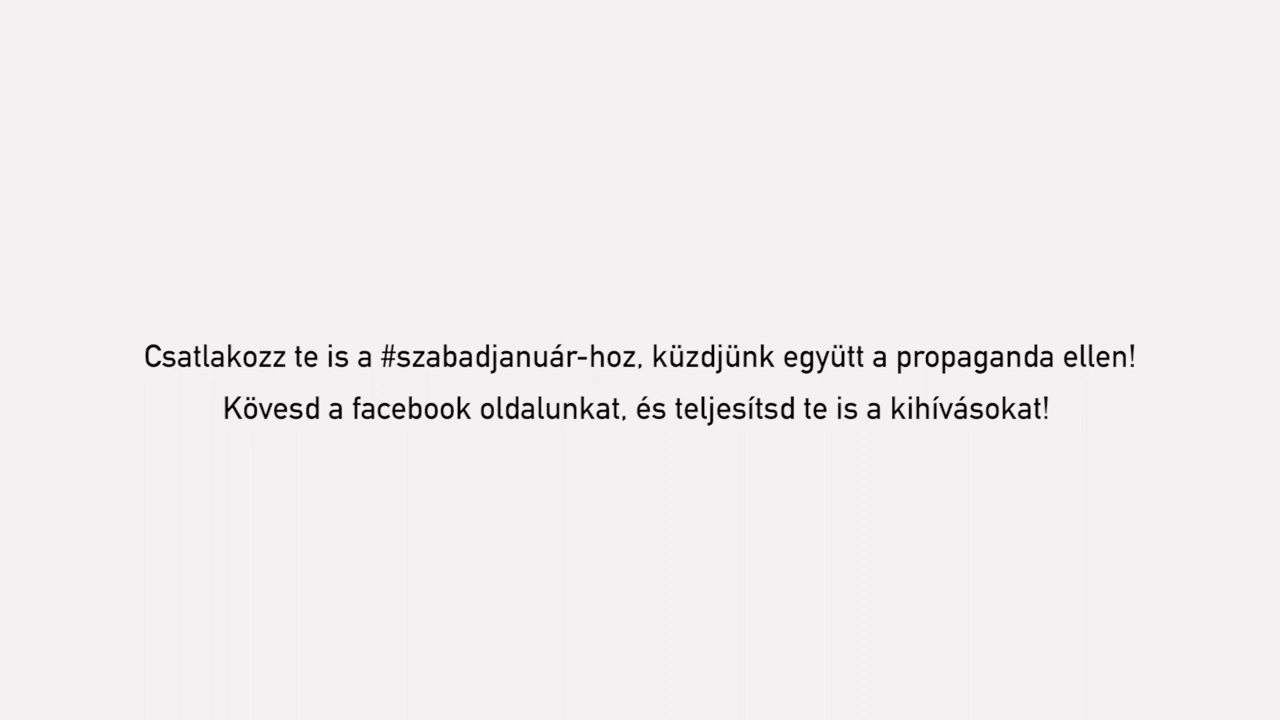 Csatlakozz te is a #szabadjanuár-hoz, küzdjünk együtt a propaganda ellen!
Kövesd a facebook oldalunkat, és teljesítsd te is a kihívásokat!